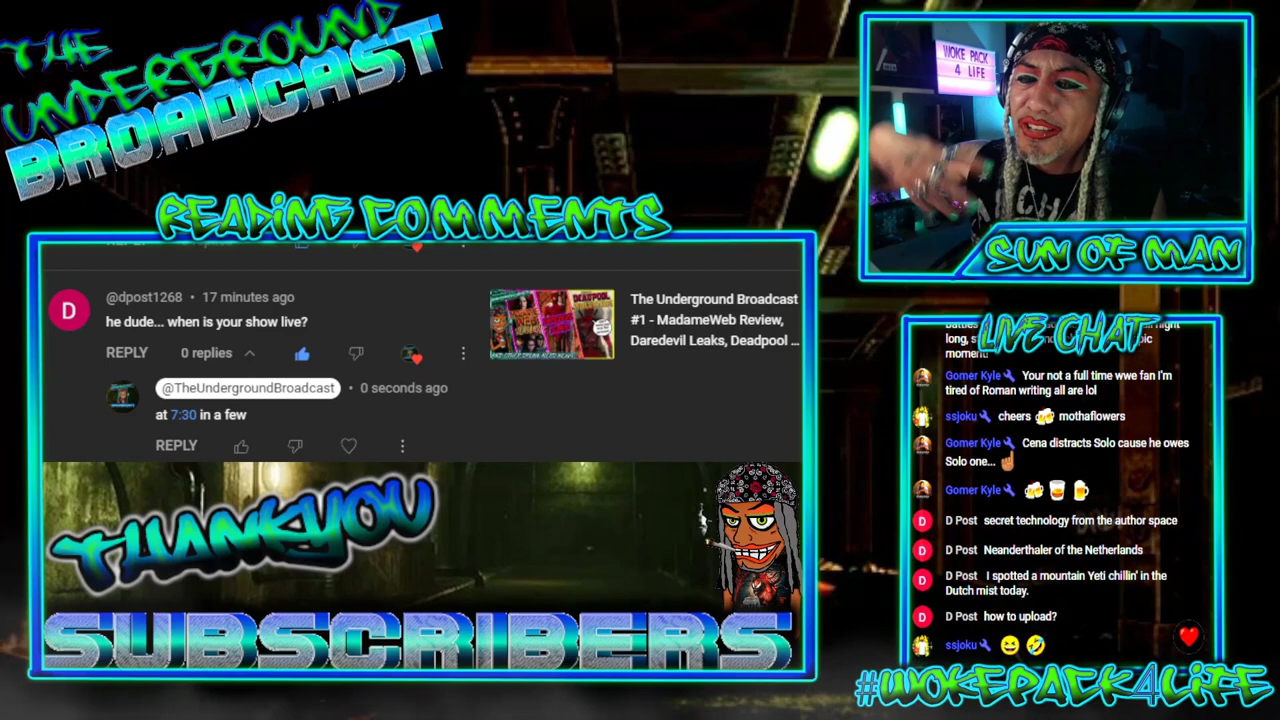 THE
UNDERGROUND
BROADCAST
READING COMMENTS
D
@dpost1268 • 17 minutes ago
he dude... when is your show live?
REPLY 0 replies
The Underground Broadcast
#1 - MadameWeb Review,
Daredevil Leaks, Deadpool ...
DEADPOOL
@TheUndergroundBroadcast • 0 seconds ago
at 7:30 in a few
REPLY
THANKYOU
SUBSCRIBERS
WOKE PACK
4 LIFE
SUN OF MAN
LIVE CHAT
night
long,
moment!
Gomer Kyle Your not a full time wwe fan I'm
tired of Roman writing all are lol
ssjoku cheers 🍻 mothaflowers
Gomer Kyle Cena distracts Solo cause he owes
Solo one... ☝🏽
Gomer Kyle 🍻 🥃 🍺
D D Post secret technology from the author space
D D Post Neanderthaler of the Netherlands
D D Post I spotted a mountain Yeti chillin' in the
Dutch mist today.
D D Post how to upload?
ssjoku 😆 🤣
#WOKEPACK4LIFE